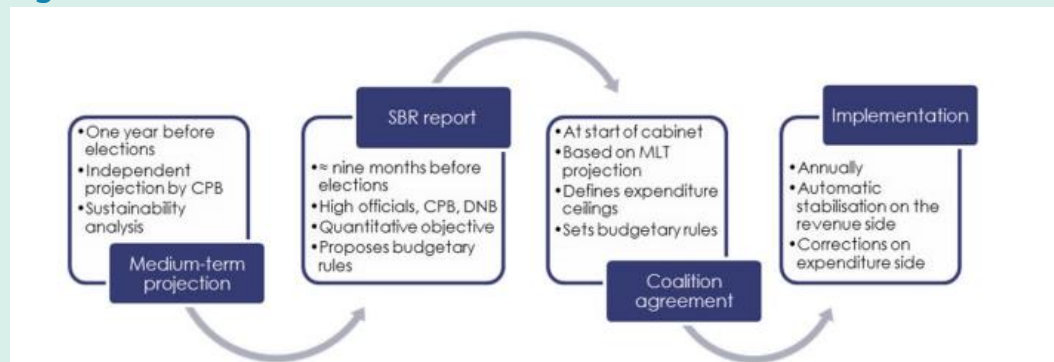 •One year before
elections
•Independent
projection by CPB
•Sustainability
analysis
Medium-term
projection
SBR report
•≈ nine months before
elections
•High officials, CPB, DNB
•Quantitative objective
•Proposes budgetary
rules
•At start of cabinet
•Based on MLT
projection
•Defines expenditure
ceilings
•Sets budgetary rules
Coalition
agreement
Implementation
•Annually
•Automatic
stabilisation on the
revenue side
•Corrections on
expenditure side